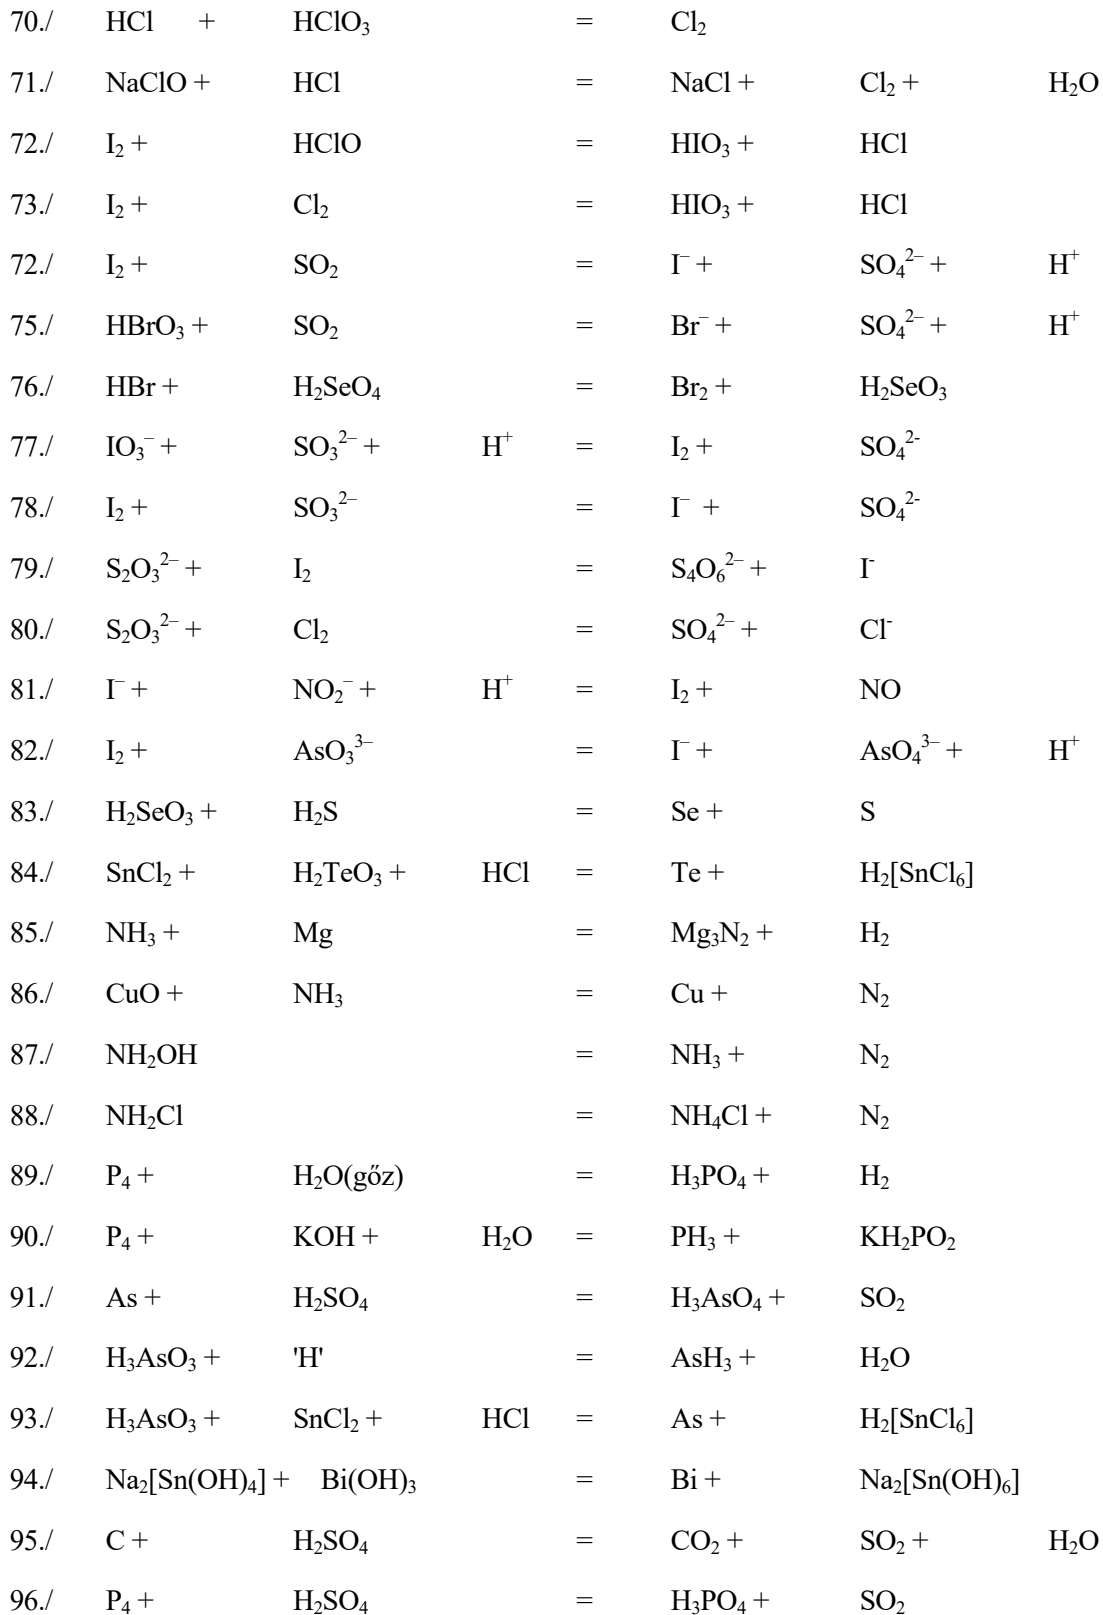 70./ HCl + HClO₃ = Cl₂
71./ NaClO + HCl = NaCl + Cl₂ + H₂O
72./ I₂ + HClO = HIO₃ + HCl
73./ I₂ + Cl₂ = HIO₃ + HCl
72./ I₂ + SO₂ = I⁻ + SO₄²⁻ + H⁺
75./ HBrO₃ + SO₂ = Br⁻ + SO₄²⁻ + H⁺
76./ HBr + H₂SeO₄ = Br₂ + H₂SeO₃
77./ IO₃⁻ + SO₃²⁻ + H⁺ = I₂ + SO₄²⁻
78./ I₂ + SO₃²⁻ = I⁻ + SO₄²⁻
79./ S₂O₃²⁻ + I₂ = S₄O₆²⁻ + I⁻
80./ S₂O₃²⁻ + Cl₂ = SO₄²⁻ + Cl⁻
81./ I⁻ + NO₂⁻ + H⁺ = I₂ + NO
82./ I₂ + AsO₃³⁻ = I⁻ + AsO₄³⁻ + H⁺
83./ H₂SeO₃ + H₂S = Se + S
84./ SnCl₂ + H₂TeO₃ + HCl = Te + H₂[SnCl₆]
85./ NH₃ + Mg = Mg₃N₂ + H₂
86./ CuO + NH₃ = Cu + N₂
87./ NH₂OH = NH₃ + N₂
88./ NH₂Cl = NH₄Cl + N₂
89./ P₄ + H₂O(gőz) = H₃PO₄ + H₂
90./ P₄ + KOH + H₂O = PH₃ + KH₂PO₂
91./ As + H₂SO₄ = H₃AsO₄ + SO₂
92./ H₃AsO₃ + 'H' = AsH₃ + H₂O
93./ H₃AsO₃ + SnCl₂ + HCl = As + H₂[SnCl₆]
94./ Na₂[Sn(OH)₄] + Bi(OH)₃ = Bi + Na₂[Sn(OH)₆]
95./ C + H₂SO₄ = CO₂ + SO₂ + H₂O
96./ P₄ + H₂SO₄ = H₃PO₄ + SO₂